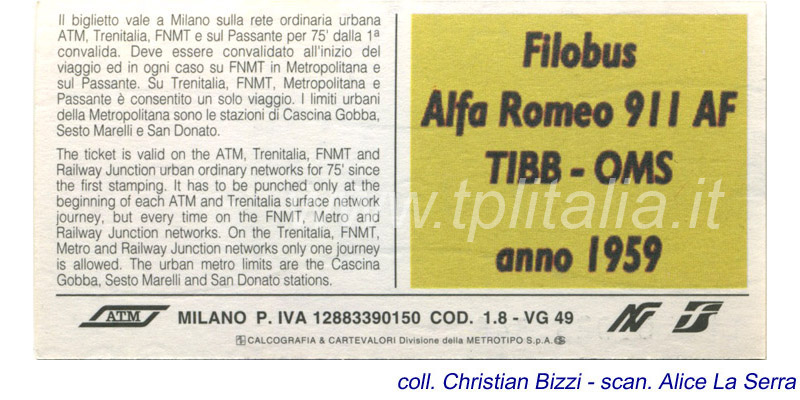 Il biglietto vale a Milano sulla rete ordinaria urbana
ATM, Trenitalia, FNMT e sul Passante per 75' dalla 1ª
convalida. Deve essere convalidato all'inizio del
viaggio ed in ogni caso su FNMT in Metropolitana e
sul Passante. Su Trenitalia, FNMT, Metropolitana e
Passante è consentito un solo viaggio. I limiti urbani
della Metropolitana sono le stazioni di Cascina Gobba,
Sesto Marelli e San Donato.
The ticket is valid on the ATM, Trenitalia, FNMT and
Railway Junction urban ordinary networks for 75' since
the first stamping. It has to be punched only at the
beginning of each ATM and Trenitalia surface network
journey, but every time on the FNMT, Metro and
Railway Junction networks. On the Trenitalia, FNMT,
Metro and Railway Junction networks only one journey
is allowed. The urban metro limits are the Cascina
Gobba, Sesto Marelli and San Donato stations.
Filobus
Alfa Romeo 911 AF
TIBB - OMS
anno 1959
www.tplitalia.it
ATM MILANO P. IVA 12883390150 COD. 1.8 - VG 49
CALCOGRAFIA & CARTEVALORI Divisione della METROTIPO S.p.A.
coll. Christian Bizzi - scan. Alice La Serra